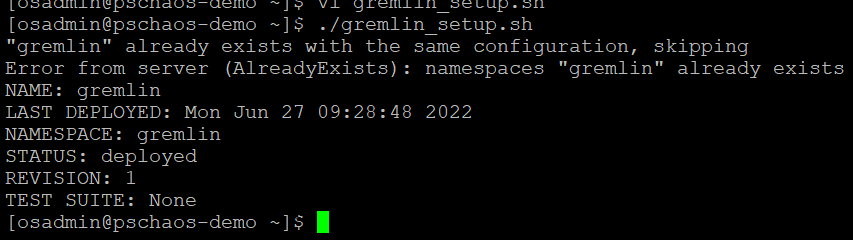 [osadmin@pschaos-demo ~]$ vi gremlin_setup.sh
[osadmin@pschaos-demo ~]$ ./gremlin_setup.sh
"gremlin" already exists with the same configuration, skipping
Error from server (AlreadyExists): namespaces "gremlin" already exists
NAME: gremlin
LAST DEPLOYED: Mon Jun 27 09:28:48 2022
NAMESPACE: gremlin
STATUS: deployed
REVISION: 1
TEST SUITE: None
[osadmin@pschaos-demo ~]$